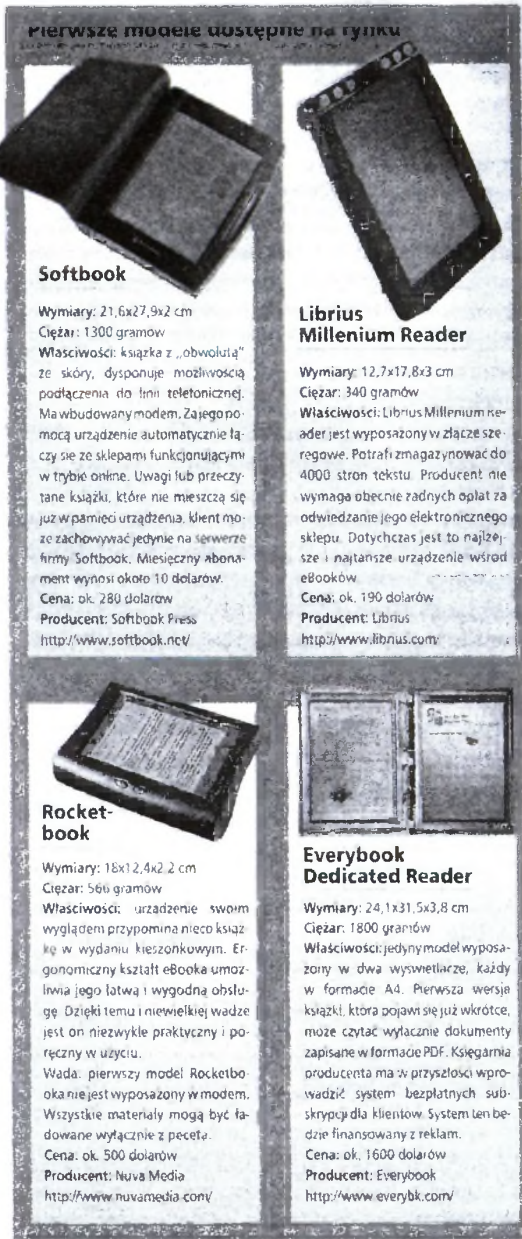 Pierwsze modele dostępne na rynku
Softbook
Wymiary: 21,6x27,9x2 cm
Ciężar: 1300 gramów
Właściwości: książka z „obwolutą”
ze skóry, dysponuje możliwością
podłączenia do linii telefonicznej.
Ma wbudowany modem. Za jego po-
mocą urządzenie automatycznie łą-
czy się ze sklepami funkcjonującymi
w trybie online. Uwagi lub przeczy-
tane książki, które nie mieszczą się
już w pamięci urządzenia, klient mo-
że zachowywać jedynie na serwerze
firmy Softbook. Miesięczny abona-
ment wynosi około 10 dolarów.
Cena: ok. 280 dolarów
Producent: Softbook Press
http://www.softbook.net/
Librius
Millenium Reader
Wymiary: 12,7x17,8x3 cm
Ciężar: 340 gramów
Właściwości: Librius Millenium Re-
ader jest wyposażony w złącze sze-
regowe. Potrafi zmagazynować do
4000 stron tekstu. Producent nie
wymaga obecnie żadnych opłat za
odwiedzanie jego elektronicznego
sklepu. Dotychczas jest to najlżej-
sze i najtańsze urządzenie wśród
eBooków
Cena: ok. 190 dolarów
Producent: Librius
http://www.librius.com/
Rocket-
book
Wymiary: 18x12,4x2,2 cm
Ciężar: 566 gramów
Właściwości: urządzenie swoim
wyglądem przypomina nieco książ-
kę w wydaniu kieszonkowym. Er-
gonomiczny kształt eBooka umoż-
liwia jego łatwą i wygodną obsłu-
gę. Dzięki temu i niewielkiej wadze
jest on niezwykle praktyczny i po-
ręczny w użyciu.
Wada: pierwszy model Rocketbo-
oka nie jest wyposażony w modem.
Wszystkie materiały mogą być ła-
dowane wyłącznie z peceta.
Cena: ok. 500 dolarów
Producent: Nuva Media
http://www.nuvamedia.com/
Everybook
Dedicated Reader
Wymiary: 24,1x31,5x3,8 cm
Ciężar: 1800 gramów
Właściwości: jedyny model wyposa-
żony w dwa wyświetlacze, każdy
w formacie A4. Pierwsza wersja
książki, która pojawi się już wkrótce,
może czytać wyłącznie dokumenty
zapisane w formacie PDF. Księgarnia
producenta ma w przyszłości wpro-
wadzić system bezpłatnych sub-
skrypcji dla klientów. System ten bę-
dzie finansowany z reklam.
Cena: ok. 1600 dolarów
Producent: Everybook
http://www.everybk.com/